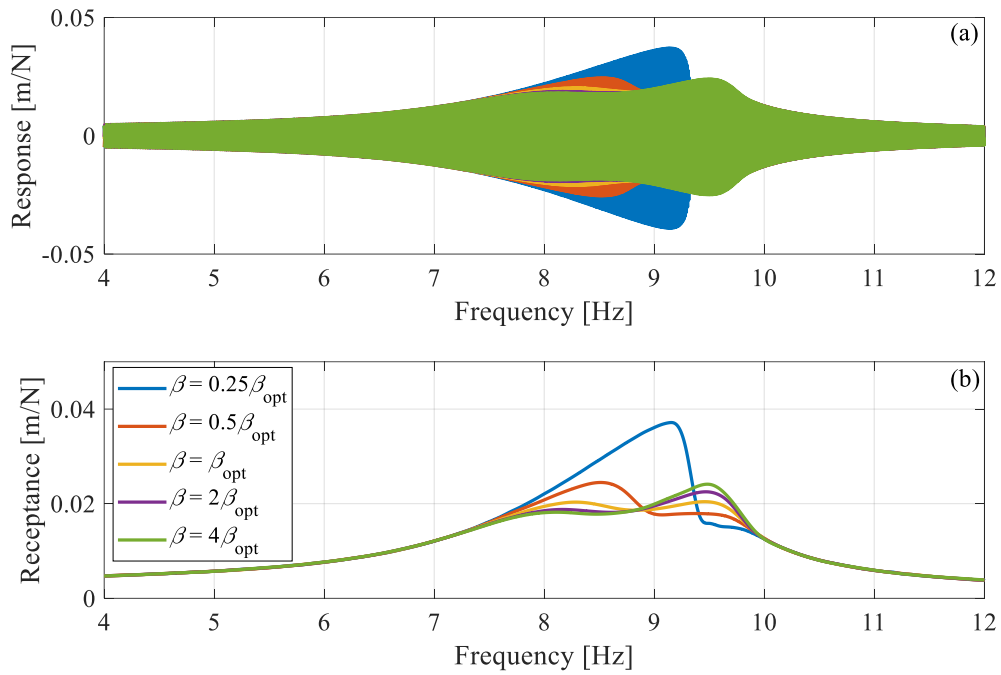 0.05
(a)
Response [m/N]
0
-0.05
4 5 6 7 8 9 10 11 12
Frequency [Hz]
(b)
β = 0.25β_opt
β = 0.5β_opt
β = β_opt
β = 2β_opt
β = 4β_opt
Receptance [m/N]
0.04
0.02
0
4 5 6 7 8 9 10 11 12
Frequency [Hz]